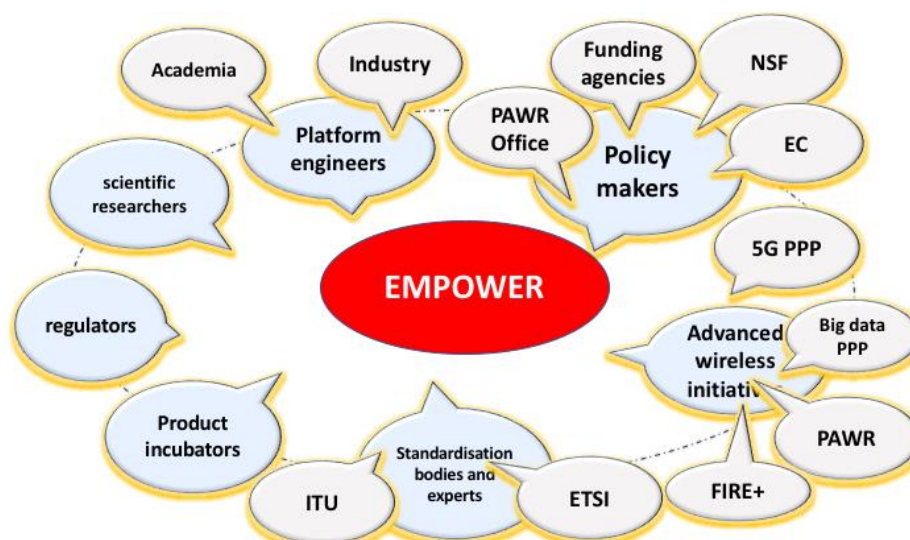 Academia
Industry
Funding
agencies
NSF
Platform
engineers
PAWR
Office
Policy
makers
EC
scientific
researchers
5G PPP
EMPOWER
regulators
Advanced
wireless
Big data
PPP
Product
incubators
Standardisation
bodies and
experts
PAWR
ITU
ETSI
FIRE+